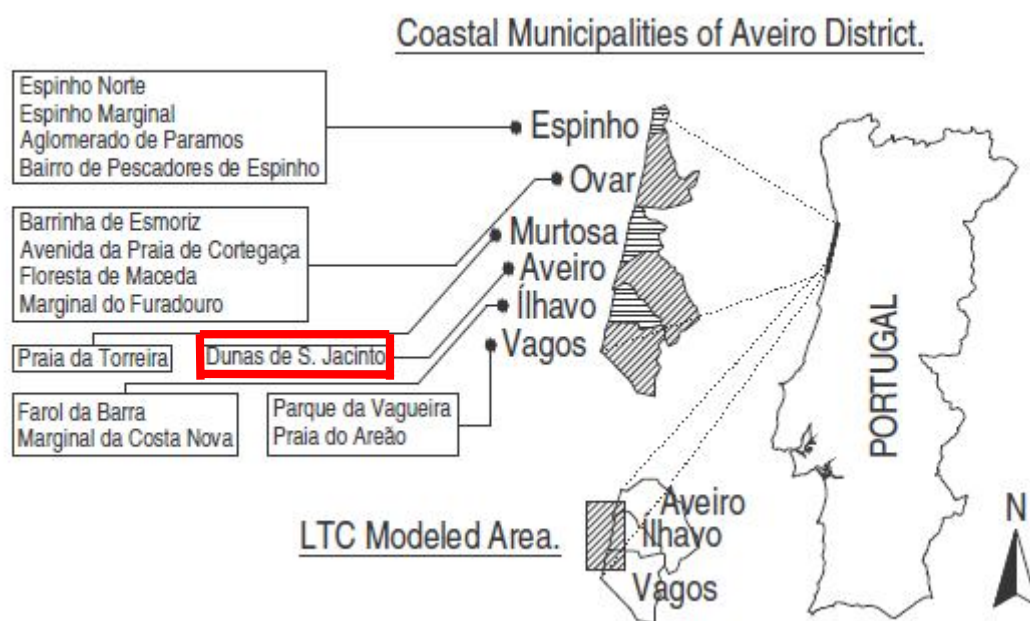 Coastal Municipalities of Aveiro District.
Espinho Norte
Espinho Marginal
Aglomerado de Paramos
Bairro de Pescadores de Espinho
Espinho
Ovar
Barrinha de Esmoriz
Avenida da Praia de Cortegaça
Floresta de Maceda
Marginal do Furadouro
Murtosa
Aveiro
Ílhavo
Vagos
Praia da Torreira
Dunas de S. Jacinto
Farol da Barra
Marginal da Costa Nova
Parque da Vagueira
Praia do Areão
PORTUGAL
LTC Modeled Area.
Aveiro
Ílhavo
Vagos
N